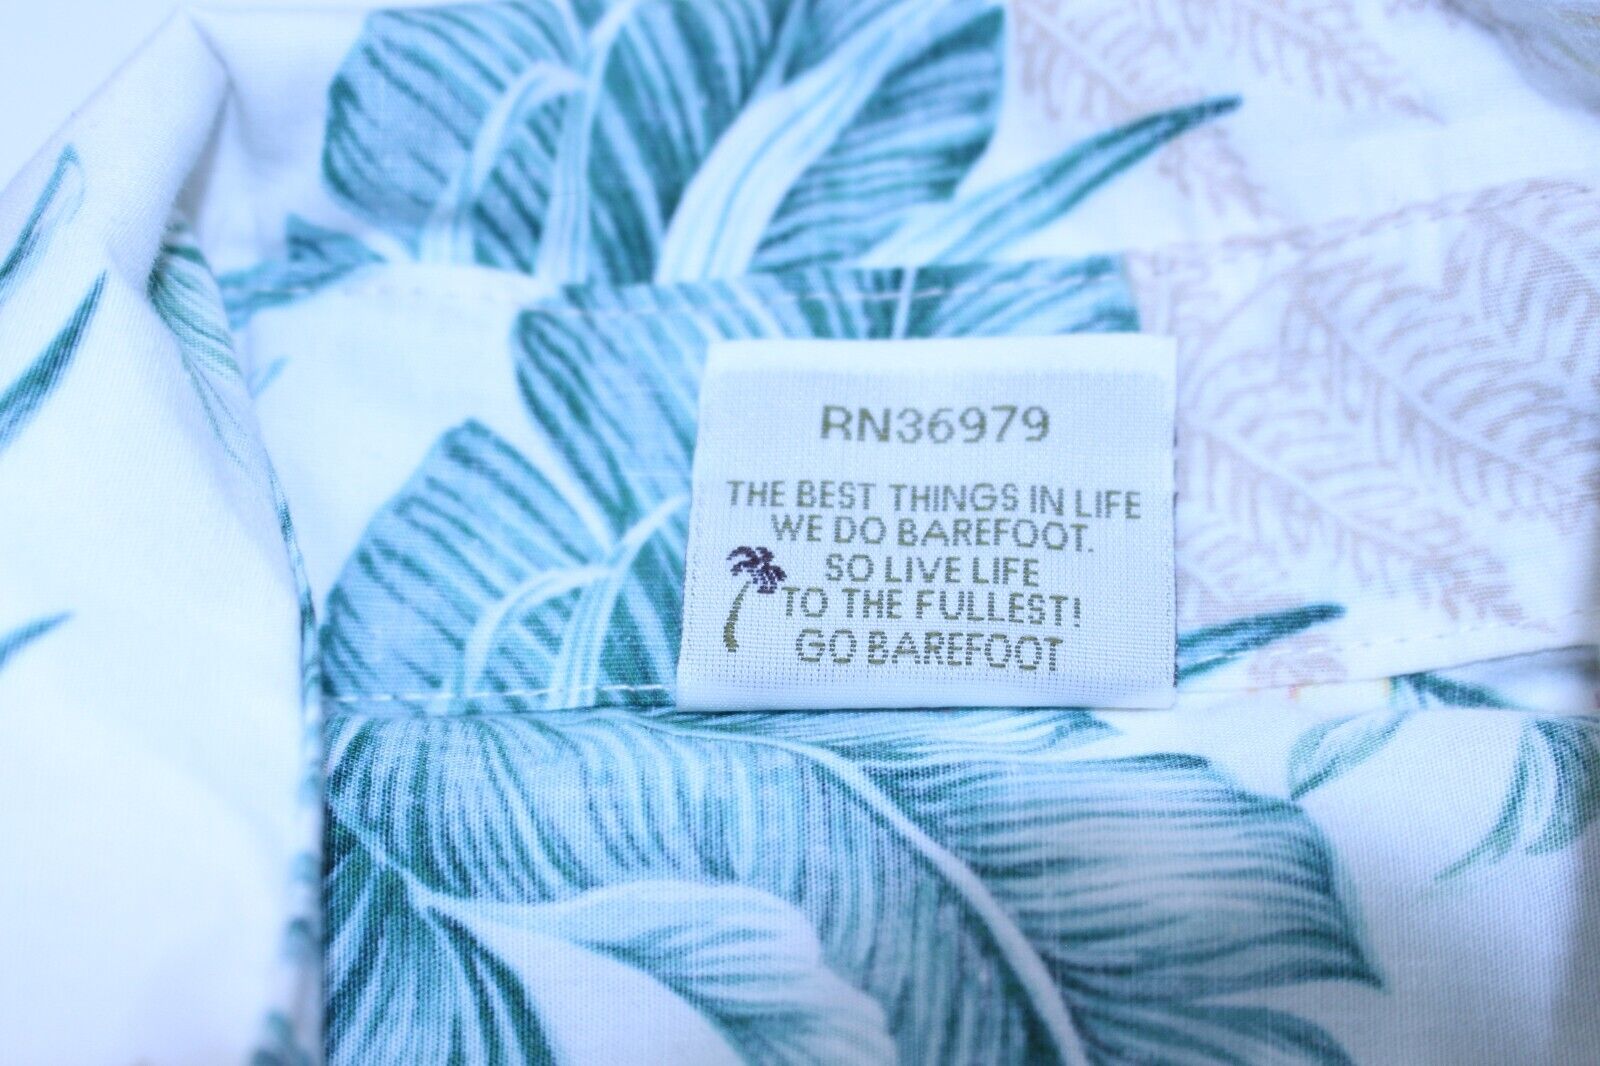 RN36979
THE BEST THINGS IN LIFE
WE DO BAREFOOT.
SO LIVE LIFE
TO THE FULLEST!
GO BAREFOOT